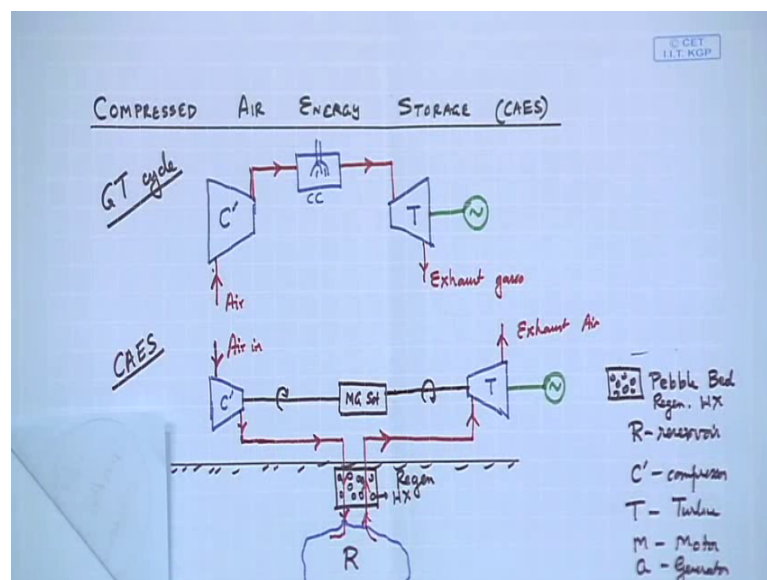 © CET
I.I.T. KGP
COMPRESSED AIR ENERGY STORAGE (CAES)
GT cycle
C'
CC
T
~
Air
Exhaust gases
CAES
Air in
Exhaust Air
C'
MG Set
T
~
Regen
HX
R
Pebble Bed
Regen. HX
R-reservoir
C' - compressor
T - Turbine
M - Motor
G - Generator